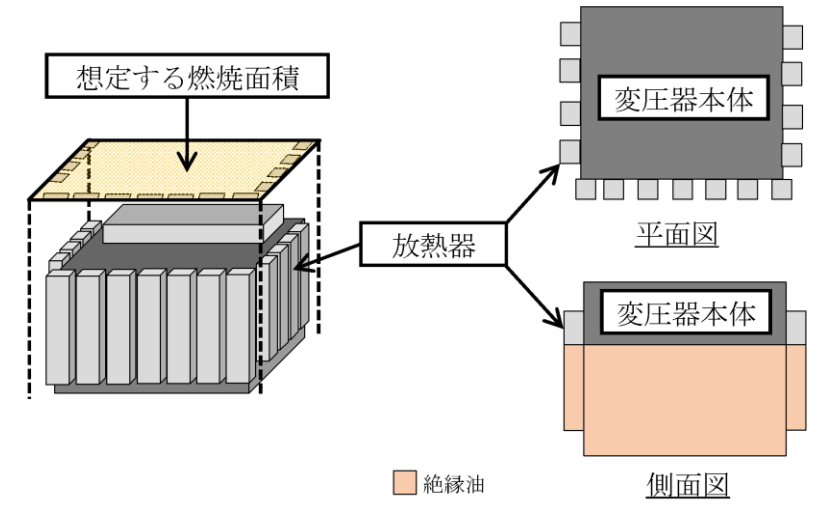 想定する燃焼面積
変圧器本体
平面図
放熱器
変圧器本体
絶縁油
側面図